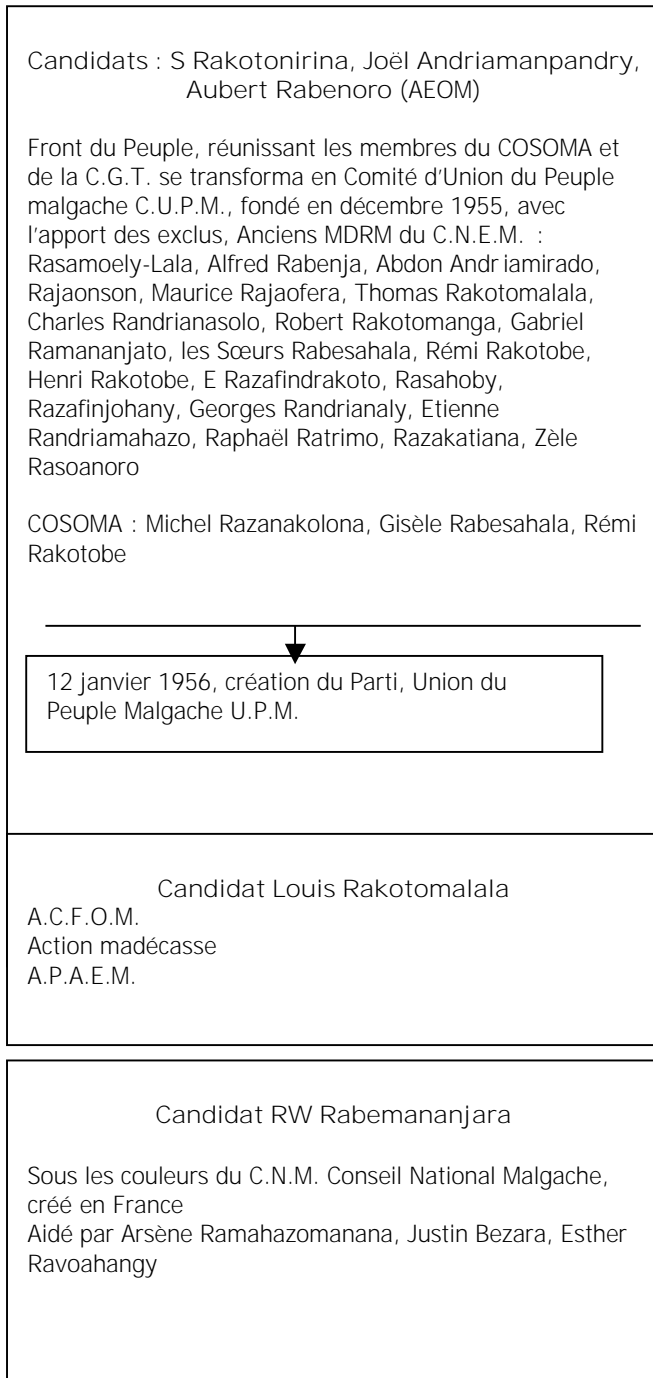 Candidats : S Rakotonirina, Joël Andriamanpandry,
Aubert Rabenoro (AEOM)
Front du Peuple, réunissant les membres du COSOMA et
de la C.G.T. se transforma en Comité d'Union du Peuple
malgache C.U.P.M., fondé en décembre 1955, avec
l'apport des exclus, Anciens MDRM du C.N.E.M. :
Rasamoely-Lala, Alfred Rabenja, Abdon Andriamirado,
Rajaonson, Maurice Rajaofera, Thomas Rakotomalala,
Charles Randrianasolo, Robert Rakotomanga, Gabriel
Ramananjato, les Sœurs Rabesahala, Rémi Rakotobe,
Henri Rakotobe, E Razafindrakoto, Rasahoby,
Razafinjohany, Georges Randrianaly, Etienne
Randriamahazo, Raphaël Ratrimo, Razakatiana, Zèle
Rasoanoro
COSOMA : Michel Razanakolona, Gisèle Rabesahala, Rémi
Rakotobe
12 janvier 1956, création du Parti, Union du
Peuple Malgache U.P.M.
Candidat Louis Rakotomalala
A.C.F.O.M.
Action madécasse
A.P.A.E.M.
Candidat RW Rabemananjara
Sous les couleurs du C.N.M. Conseil National Malgache,
créé en France
Aidé par Arsène Ramahazomanana, Justin Bezara, Esther
Ravoahangy